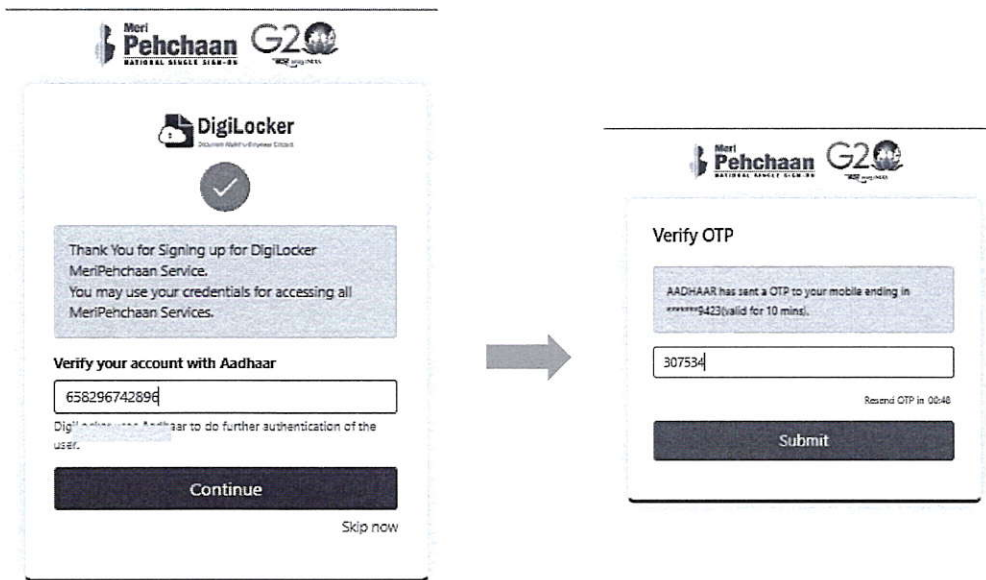 Meri
Pehchaan
NATIONAL SINGLE SIGN-ON
G20
DigiLocker
Thank You for Signing up for DigiLocker
MeriPehchaan Service.
You may use your credentials for accessing all
MeriPehchaan Services.
Verify your account with Aadhaar
658296742896
to do further authentication of the
user.
Continue
Skip now
Meri
Pehchaan
NATIONAL SINGLE SIGN-ON
G20
Verify OTP
AADHAAR has sent a OTP to your mobile ending in
******9423(valid for 10 mins).
307534
Resend OTP in 00:48
Submit